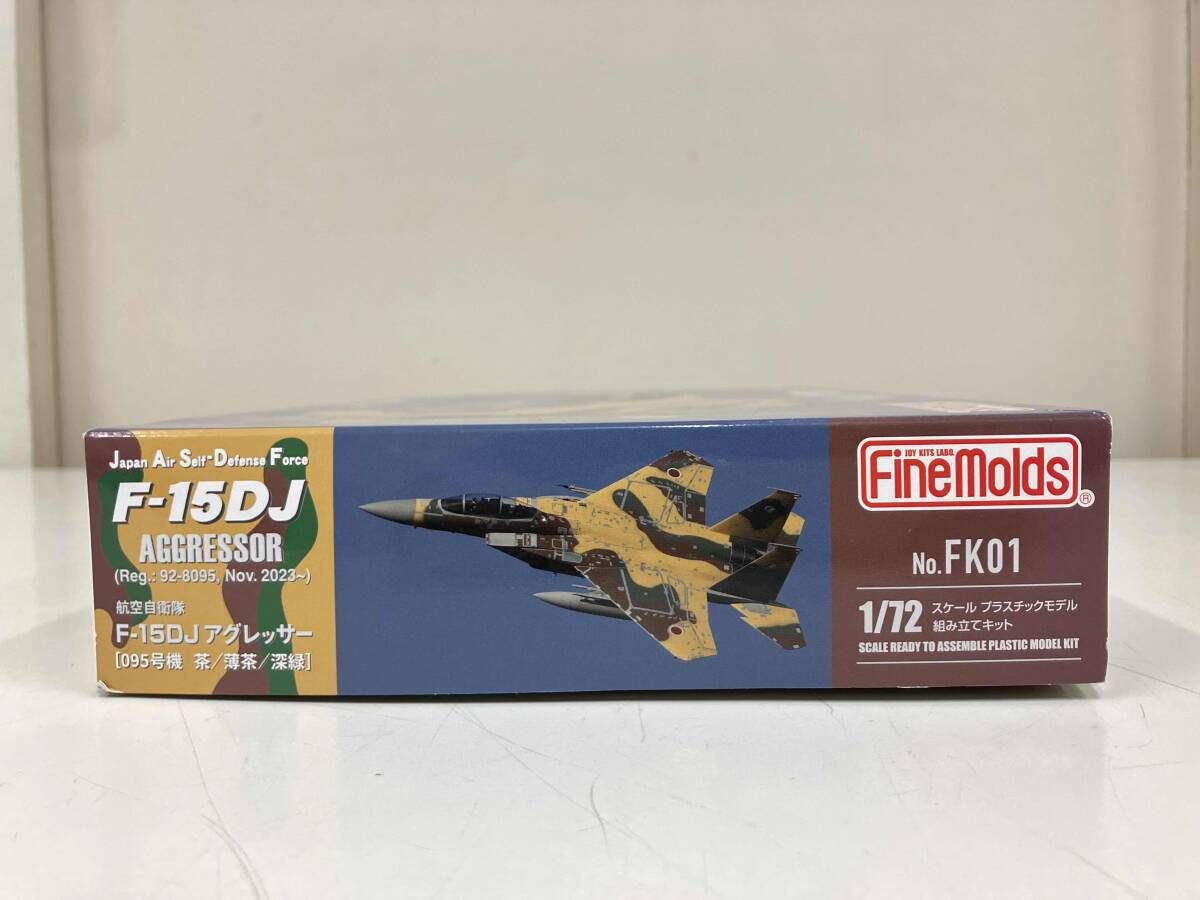 Japan Air Self-Defense Force
F-15DJ
AGGRESSOR
(Reg.: 92-8095, Nov. 2023~)
航空自衛隊
F-15DJ アグレッサー
[095号機 茶/薄茶/深緑]
JOY KITS LABO.
FineMolds
®
No.FK01
1/72 スケール プラスチックモデル
組み立てキット
SCALE READY TO ASSEMBLE PLASTIC MODEL KIT